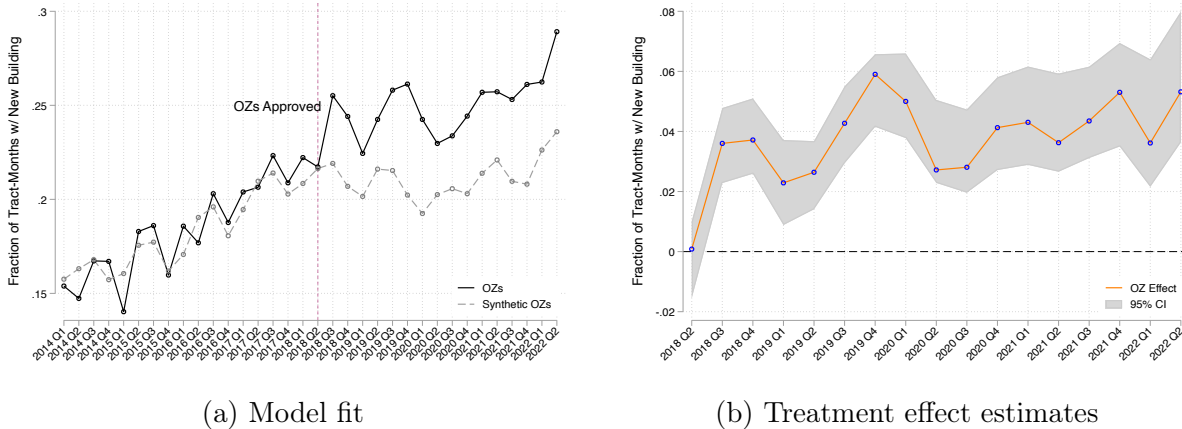 Fraction of Tract-Months w/ New Building
.3
.25
.2
.15
OZs Approved
OZs
Synthetic OZs
2014 Q1
2014 Q2
2014 Q3
2014 Q4
2015 Q1
2015 Q2
2015 Q3
2015 Q4
2016 Q1
2016 Q2
2016 Q3
2016 Q4
2017 Q1
2017 Q2
2017 Q3
2017 Q4
2018 Q1
2018 Q2
2018 Q3
2018 Q4
2019 Q1
2019 Q2
2019 Q3
2019 Q4
2020 Q1
2020 Q2
2020 Q3
2020 Q4
2021 Q1
2021 Q2
2021 Q3
2021 Q4
2022 Q1
2022 Q2
(a) Model fit
Fraction of Tract-Months w/ New Building
.08
.06
.04
.02
0
-.02
OZ Effect
95% CI
2018 Q2
2018 Q3
2018 Q4
2019 Q1
2019 Q2
2019 Q3
2019 Q4
2020 Q1
2020 Q2
2020 Q3
2020 Q4
2021 Q1
2021 Q2
2021 Q3
2021 Q4
2022 Q1
2022 Q2
(b) Treatment effect estimates